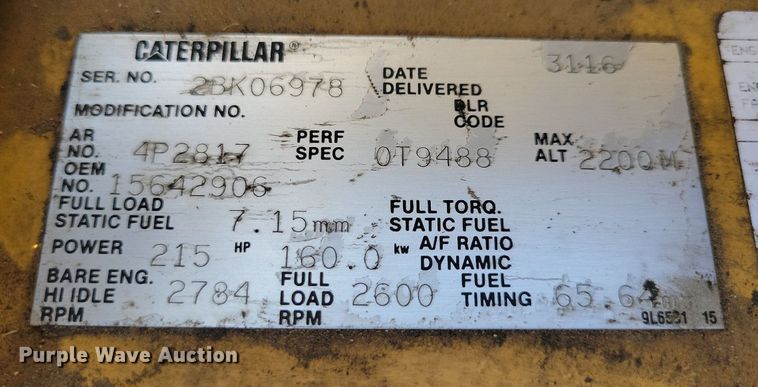 CATERPILLAR®
3116
SER. NO. 2BK06978 DATE DELIVERED
MODIFICATION NO. DLR CODE
AR NO. 4P2817 PERF SPEC 0T9488 MAX ALT 2200M
OEM NO. 15642906
FULL LOAD STATIC FUEL 7.15mm FULL TORQ. STATIC FUEL
POWER 215 HP 160.0 kw A/F RATIO DYNAMIC
BARE ENG. HI IDLE RPM 2784 FULL LOAD RPM 2600 FUEL TIMING 65.64
9L6531 15
ENG
Purple Wave Auction